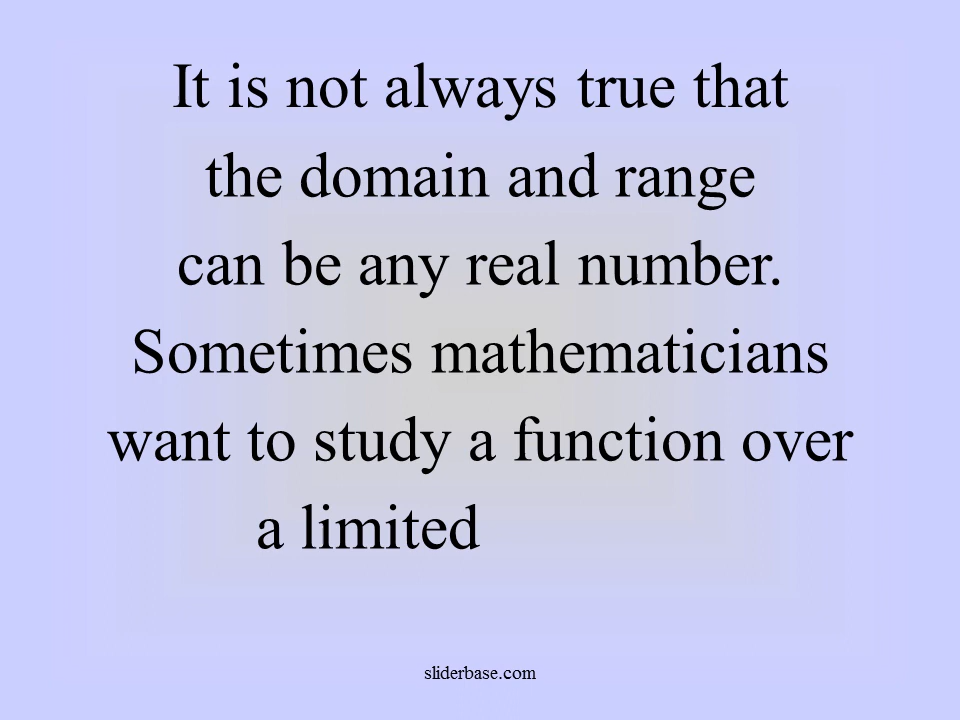 It is not always true that
the domain and range
can be any real number.
Sometimes mathematicians
want to study a function over
a limited
sliderbase.com